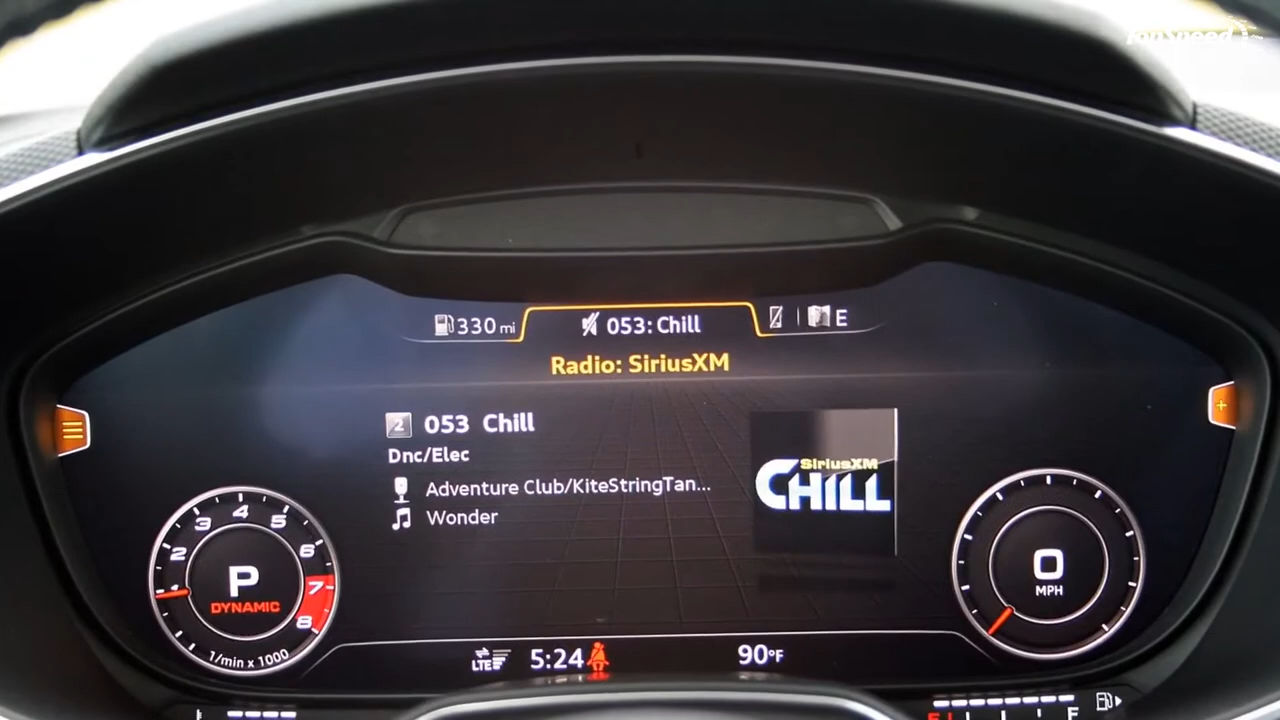 TopSpeed
330 mi
053: Chill
E
Radio: SiriusXM
2 053 Chill
Dnc/Elec
Adventure Club/KiteStringTan...
Wonder
SiriusXM
CHILL
1 2 3 4 5 6 7 8
P
DYNAMIC
1/min x 1000
0
MPH
LTE 5:24 90°F
F